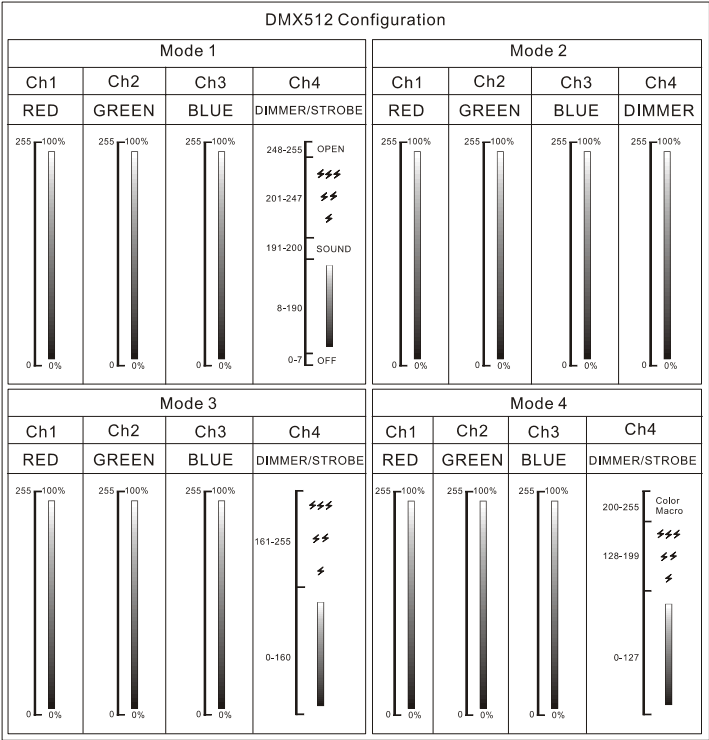 DMX512 Configuration
Mode 1
Ch1 Ch2 Ch3 Ch4
RED GREEN BLUE DIMMER/STROBE
255 100% 255 100% 255 100%
248-255 OPEN
201-247
191-200 SOUND
8-190
0-7 OFF
0 0% 0 0% 0 0%
Mode 2
Ch1 Ch2 Ch3 Ch4
RED GREEN BLUE DIMMER
255 100% 255 100% 255 100% 255 100%
0 0% 0 0% 0 0% 0 0%
Mode 3
Ch1 Ch2 Ch3 Ch4
RED GREEN BLUE DIMMER/STROBE
255 100% 255 100% 255 100%
161-255
0-160
0 0% 0 0% 0 0%
Mode 4
Ch1 Ch2 Ch3 Ch4
RED GREEN BLUE DIMMER/STROBE
255 100% 255 100% 255 100%
200-255 Color
Macro
128-199
0-127
0 0% 0 0% 0 0%